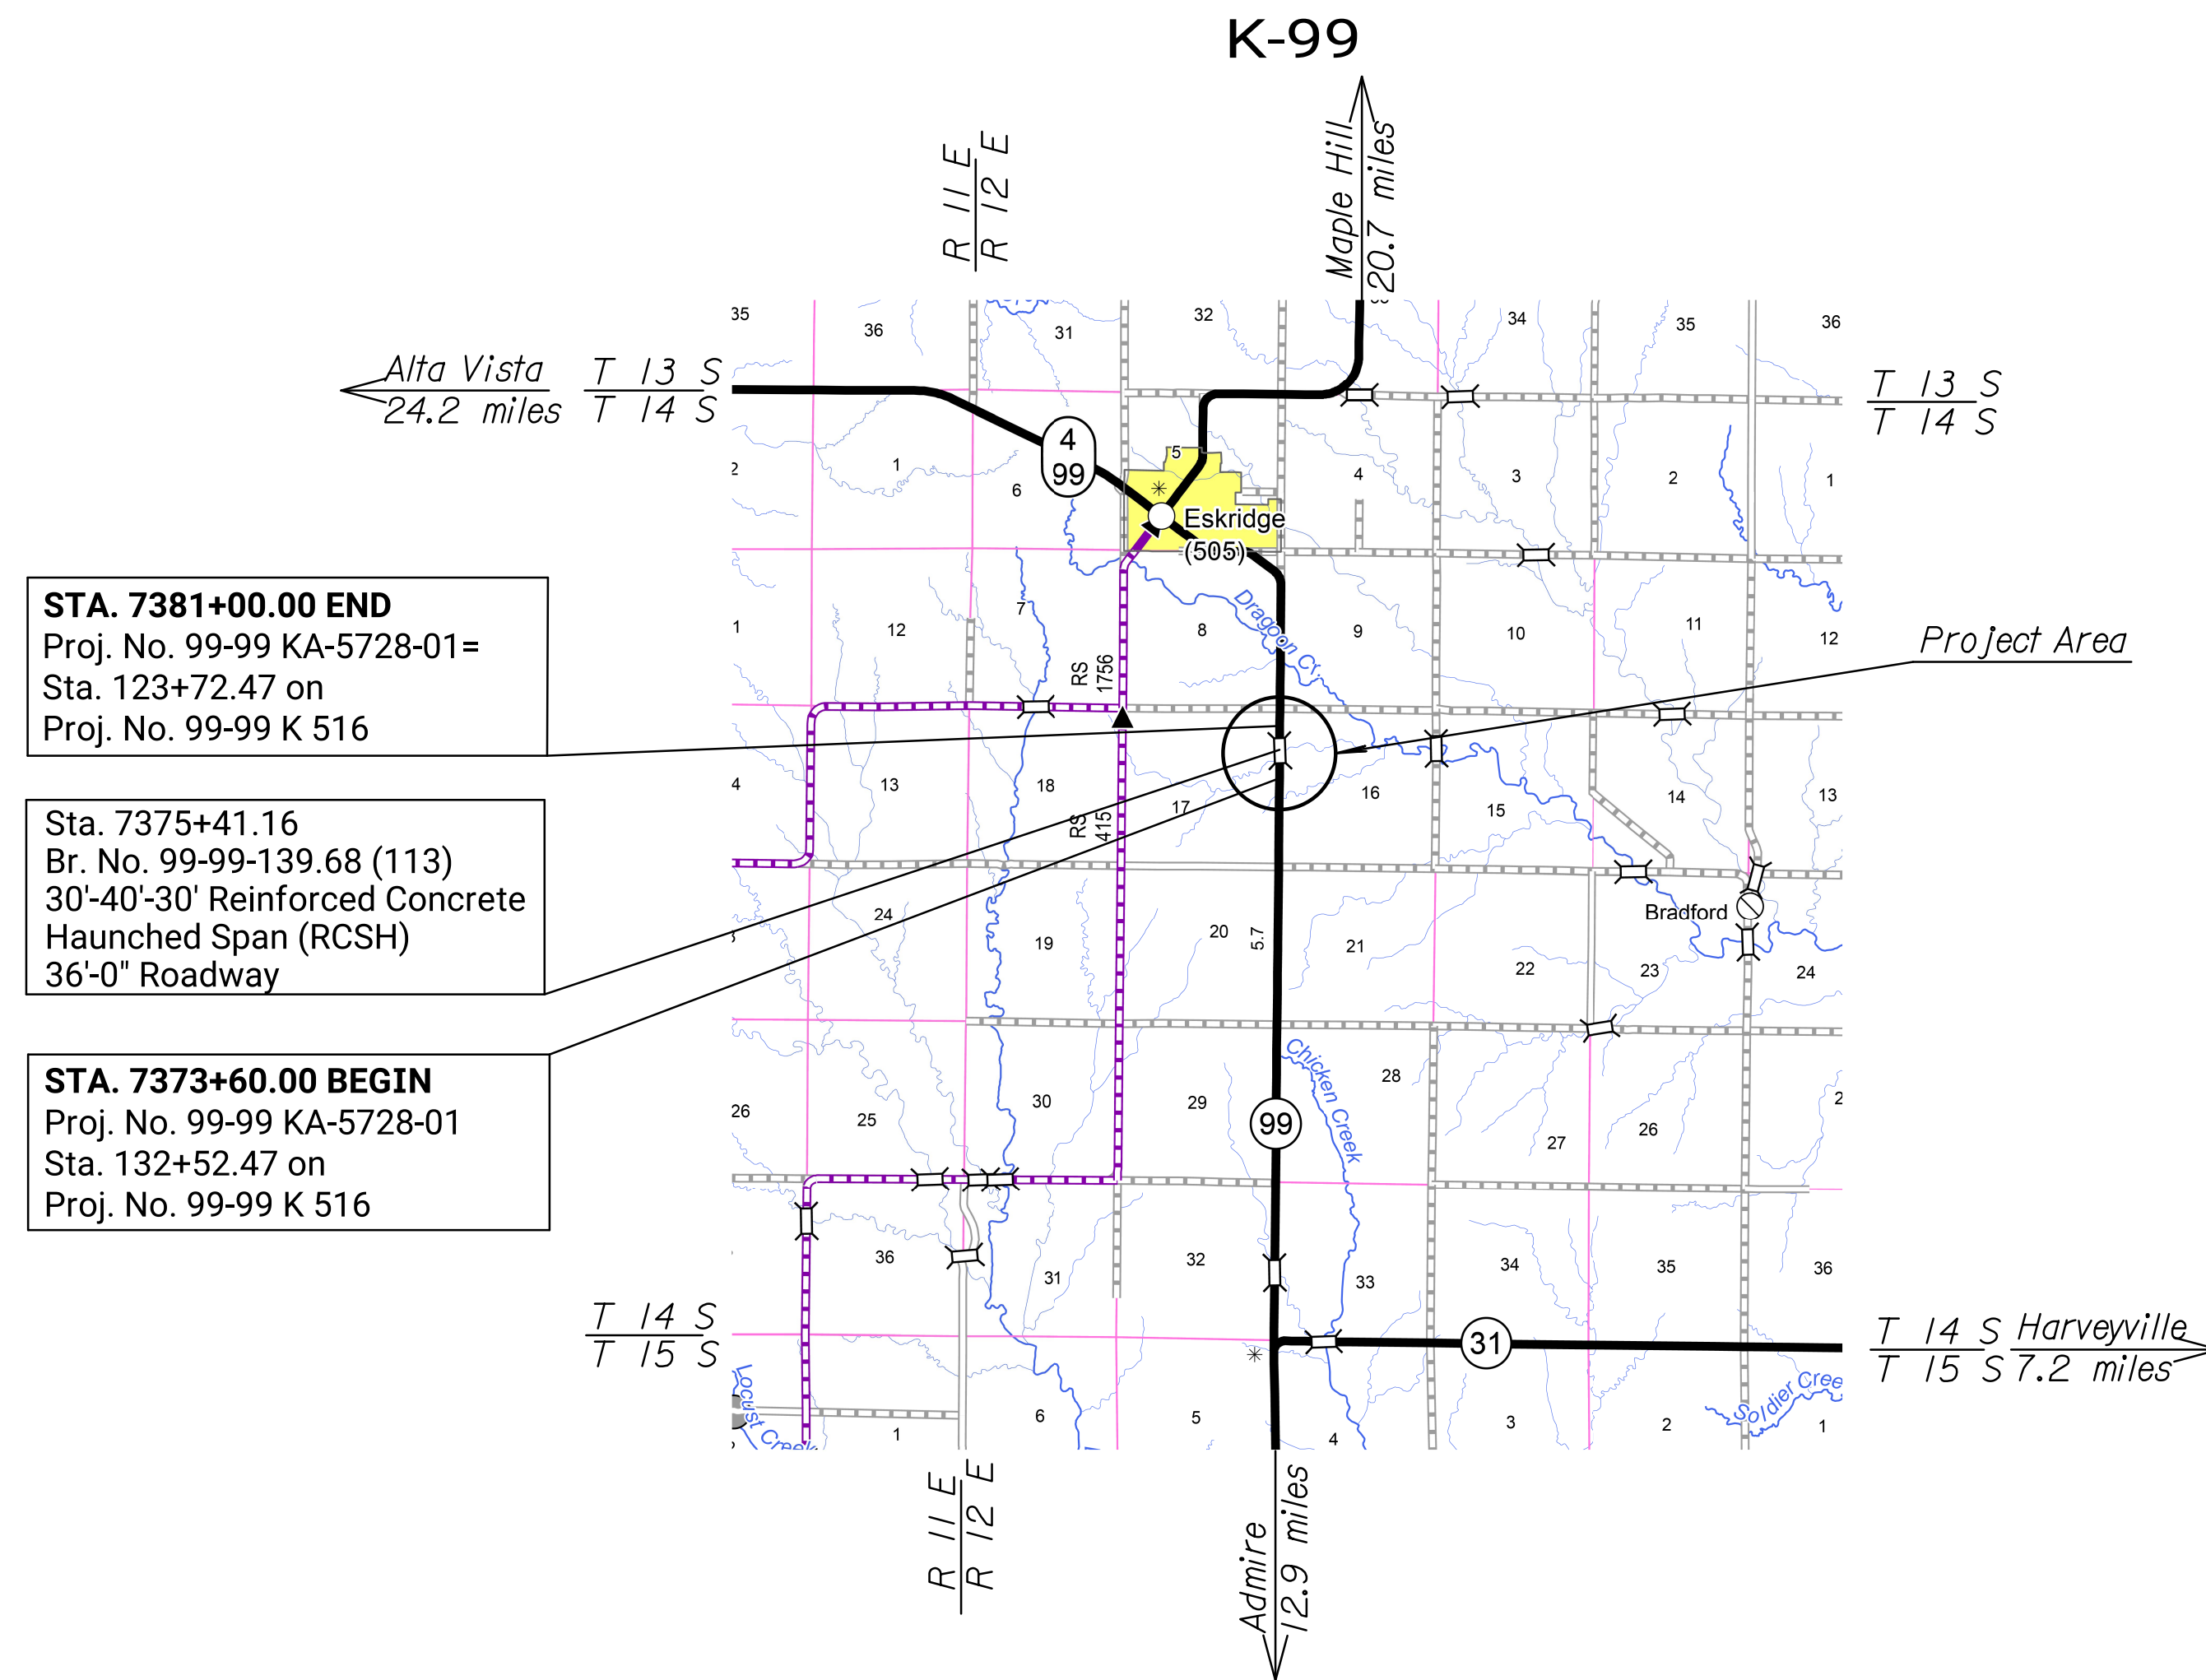 K-99
Maple Hill
20.7 miles
R 11 E
R 12 E
Alta Vista
24.2 miles
T 13 S
T 14 S
T 13 S
T 14 S
35
36
31
32
34
35
36
4
99
5
2
1
6
4
3
2
1
Eskridge
(505)
STA. 7381+00.00 END
Proj. No. 99-99 KA-5728-01=
Sta. 123+72.47 on
Proj. No. 99-99 K 516
Project Area
1
12
7
8
Dragoon Cr.
9
10
11
12
RS
1756
4
13
18
17
16
15
14
13
RS
415
Sta. 7375+41.16
Br. No. 99-99-139.68 (113)
30'-40'-30' Reinforced Concrete
Haunched Span (RCSH)
36'-0" Roadway
24
19
20
5.7
21
22
23
24
Bradford
STA. 7373+60.00 BEGIN
Proj. No. 99-99 KA-5728-01
Sta. 132+52.47 on
Proj. No. 99-99 K 516
26
25
30
29
99
Chicken Creek
28
27
26
2
36
31
32
33
34
35
36
T 14 S
T 15 S
31
T 14 S
T 15 S
Harveyville
7.2 miles
Locust Creek
1
6
5
4
3
2
1
Soldier Cree
R 11 E
R 12 E
Admire
12.9 miles